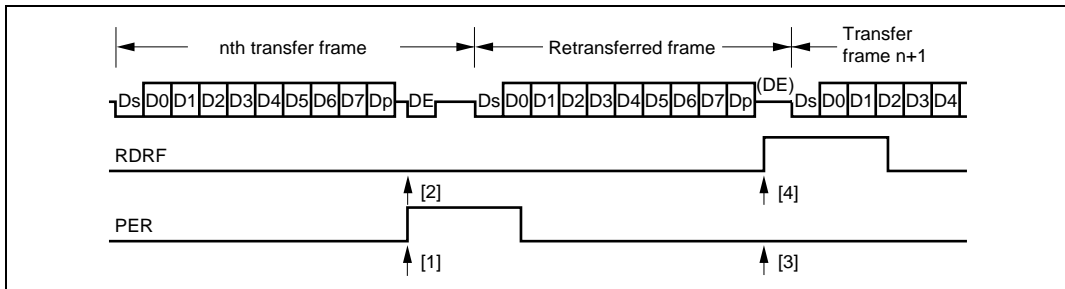 nth transfer frame
Retransferred frame
Transfer
frame n+1
Ds D0 D1 D2 D3 D4 D5 D6 D7 Dp DE Ds D0 D1 D2 D3 D4 D5 D6 D7 Dp (DE) Ds D0 D1 D2 D3 D4
RDRF
[2]
[4]
PER
[1]
[3]